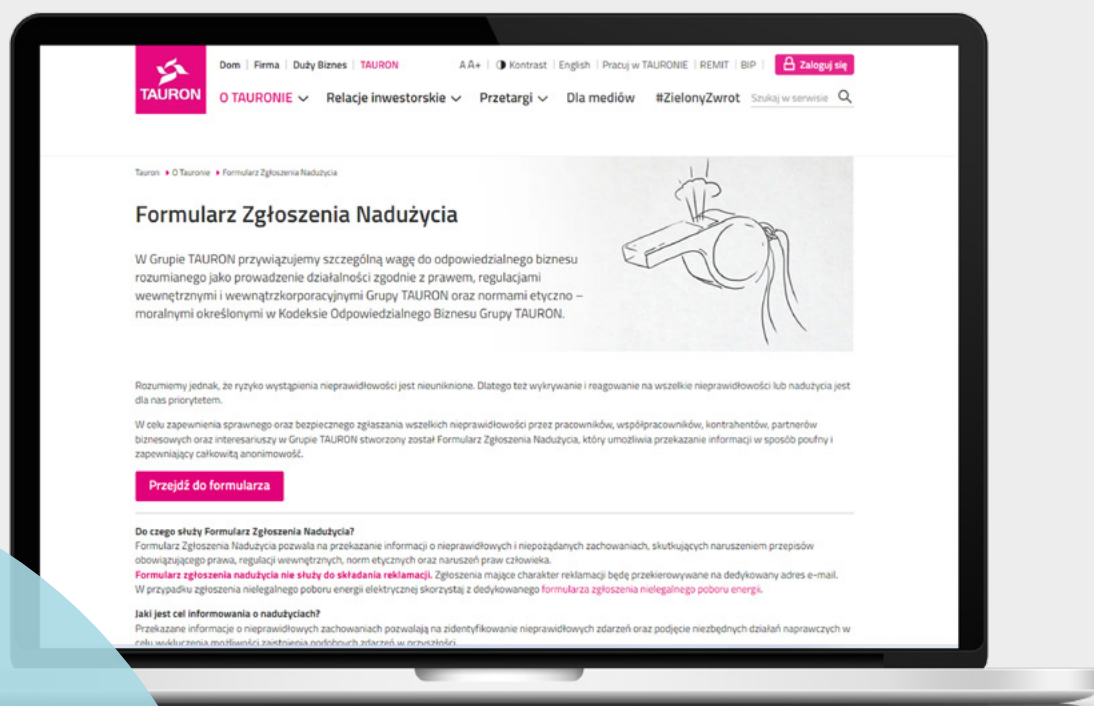 TAURON
Dom | Firma | Duży Biznes | TAURON
A A+ | Kontrast | English | Pracuj w TAURONIE | REMIT | BIP |
Zaloguj się
O TAURONIE
Relacje inwestorskie
Przetargi
Dla mediów
#ZielonyZwrot
Szukaj w serwisie
Tauron
O Tauronie
Formularz Zgłoszenia Nadużycia
Formularz Zgłoszenia Nadużycia
W Grupie TAURON przywiązujemy szczególną wagę do odpowiedzialnego biznesu
rozumianego jako prowadzenie działalności zgodnie z prawem, regulacjami
wewnętrznymi i wewnątrzkorporacyjnymi Grupy TAURON oraz normami etyczno –
moralnymi określonymi w Kodeksie Odpowiedzialnego Biznesu Grupy TAURON.
Rozumiemy jednak, że ryzyko wystąpienia nieprawidłowości jest nieuniknione. Dlatego też wykrywanie i reagowanie na wszelkie nieprawidłowości lub nadużycia jest
dla nas priorytetem.
W celu zapewnienia sprawnego oraz bezpiecznego zgłaszania wszelkich nieprawidłowości przez pracowników, współpracowników, kontrahentów, partnerów
biznesowych oraz interesariuszy w Grupie TAURON stworzony został Formularz Zgłoszenia Nadużycia, który umożliwia przekazanie informacji w sposób poufny i
zapewniający całkowitą anonimowość.
Przejdź do formularza
Do czego służy Formularz Zgłoszenia Nadużycia?
Formularz Zgłoszenia Nadużycia pozwala na przekazanie informacji o nieprawidłowych i niepożądanych zachowaniach, skutkujących naruszeniem przepisów
obowiązującego prawa, regulacji wewnętrznych, norm etycznych oraz naruszeń praw człowieka.
Formularz zgłoszenia nadużycia nie służy do składania reklamacji. Zgłoszenia mające charakter reklamacji będę przekierowywane na dedykowany adres e-mail.
W przypadku zgłoszenia nielegalnego poboru energii elektrycznej skorzystaj z dedykowanego formularza zgłoszenia nielegalnego poboru energii.
Jaki jest cel informowania o nadużyciach?
Przekazane informacje o nieprawidłowych zachowaniach pozwalają na zidentyfikowanie nieprawidłowych zdarzeń oraz podjęcie niezbędnych działań naprawczych w
celu wykluczenia możliwości zaistnienia podobnych zdarzeń w przyszłości.